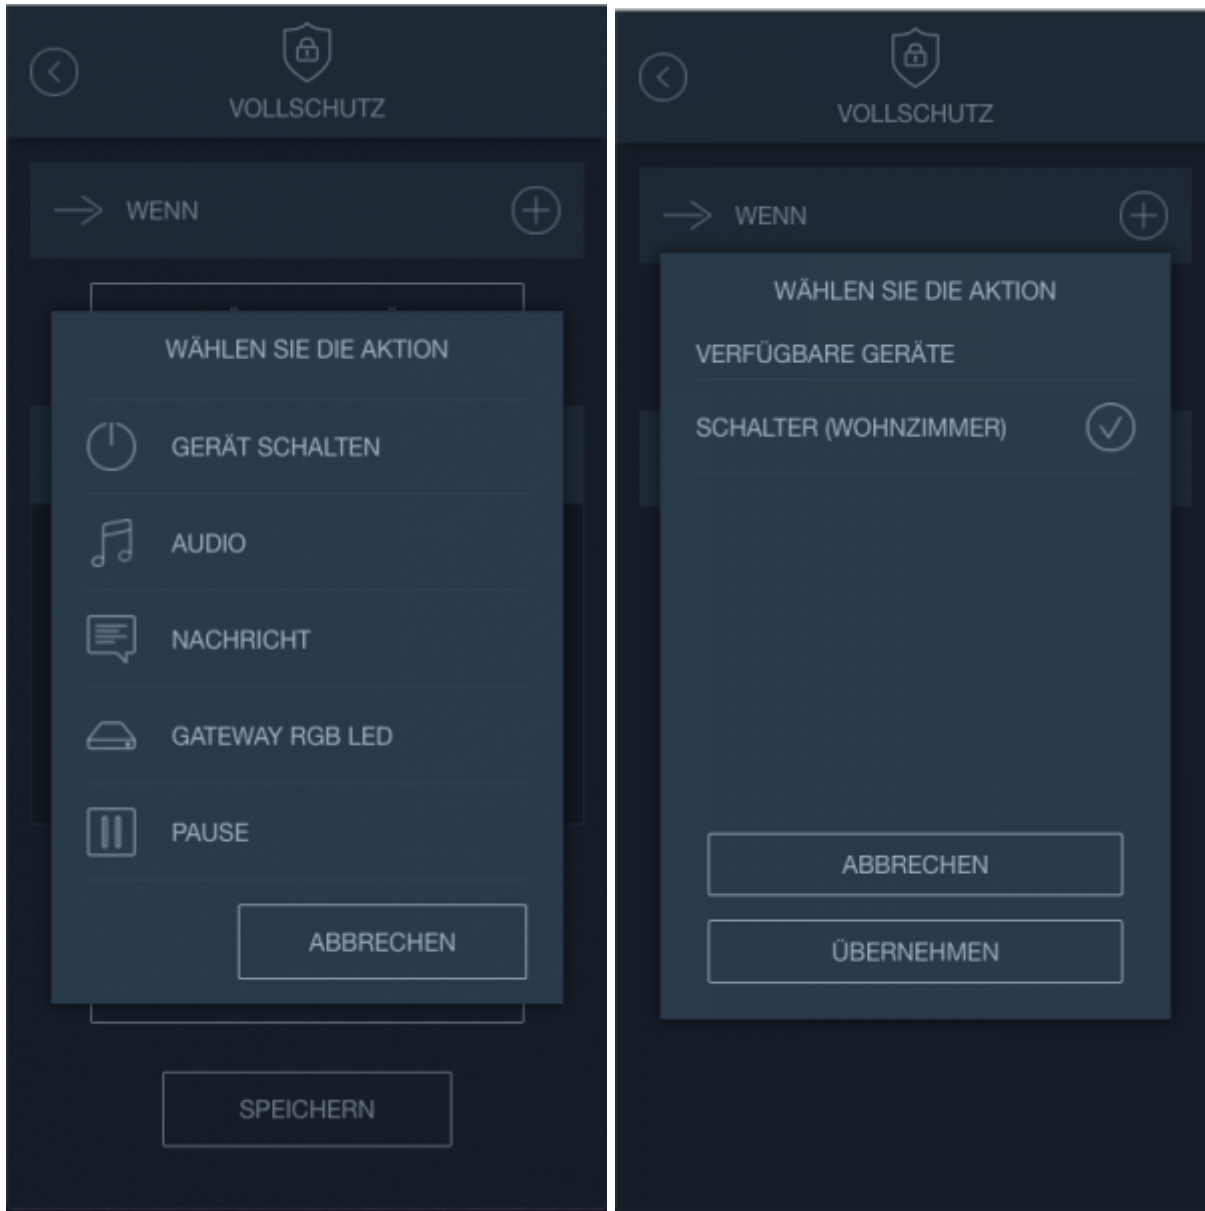 VOLLSCHUTZ
WENN
WÄHLEN SIE DIE AKTION
GERÄT SCHALTEN
AUDIO
NACHRICHT
GATEWAY RGB LED
PAUSE
ABBRECHEN
SPEICHERN
VOLLSCHUTZ
WENN
WÄHLEN SIE DIE AKTION
VERFÜGBARE GERÄTE
SCHALTER (WOHNZIMMER)
ABBRECHEN
ÜBERNEHMEN